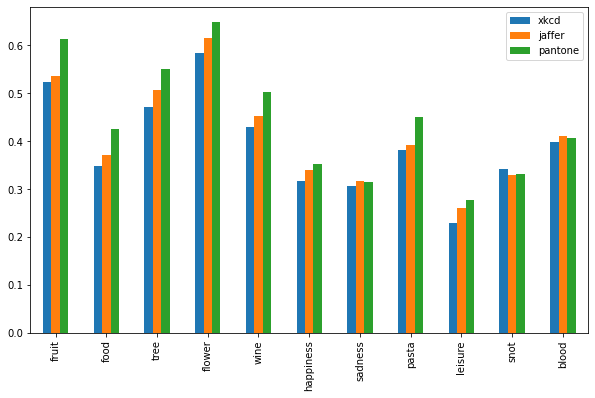 xkcd
jaffer
pantone
0.6
0.5
0.4
0.3
0.2
0.1
0.0
fruit
food
tree
flower
wine
happiness
sadness
pasta
leisure
snot
blood